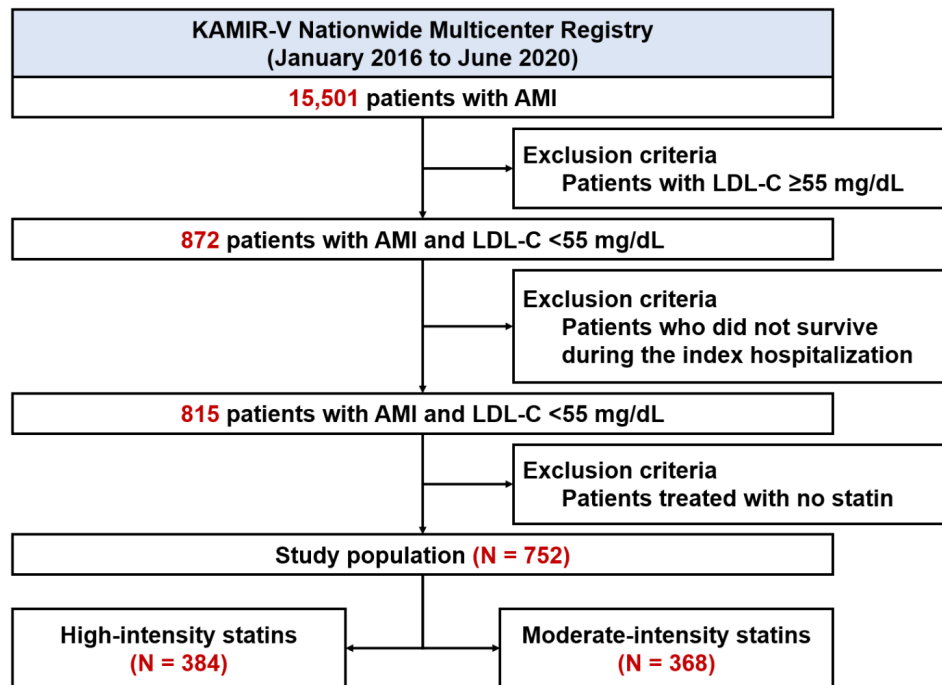 KAMIR-V Nationwide Multicenter Registry
(January 2016 to June 2020)
15,501 patients with AMI
Exclusion criteria
Patients with LDL-C ≥55 mg/dL
872 patients with AMI and LDL-C <55 mg/dL
Exclusion criteria
Patients who did not survive
during the index hospitalization
815 patients with AMI and LDL-C <55 mg/dL
Exclusion criteria
Patients treated with no statin
Study population (N = 752)
High-intensity statins
(N = 384)
Moderate-intensity statins
(N = 368)